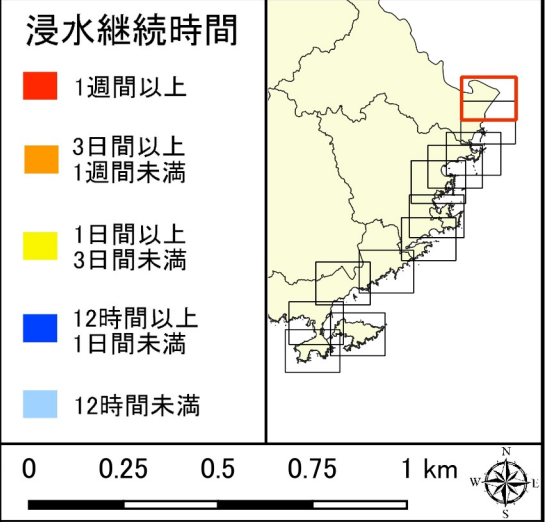 浸水継続時間
1週間以上
3日間以上
1週間未満
1日間以上
3日間未満
12時間以上
1日間未満
12時間未満
0 0.25 0.5 0.75 1 km
N
W E
S